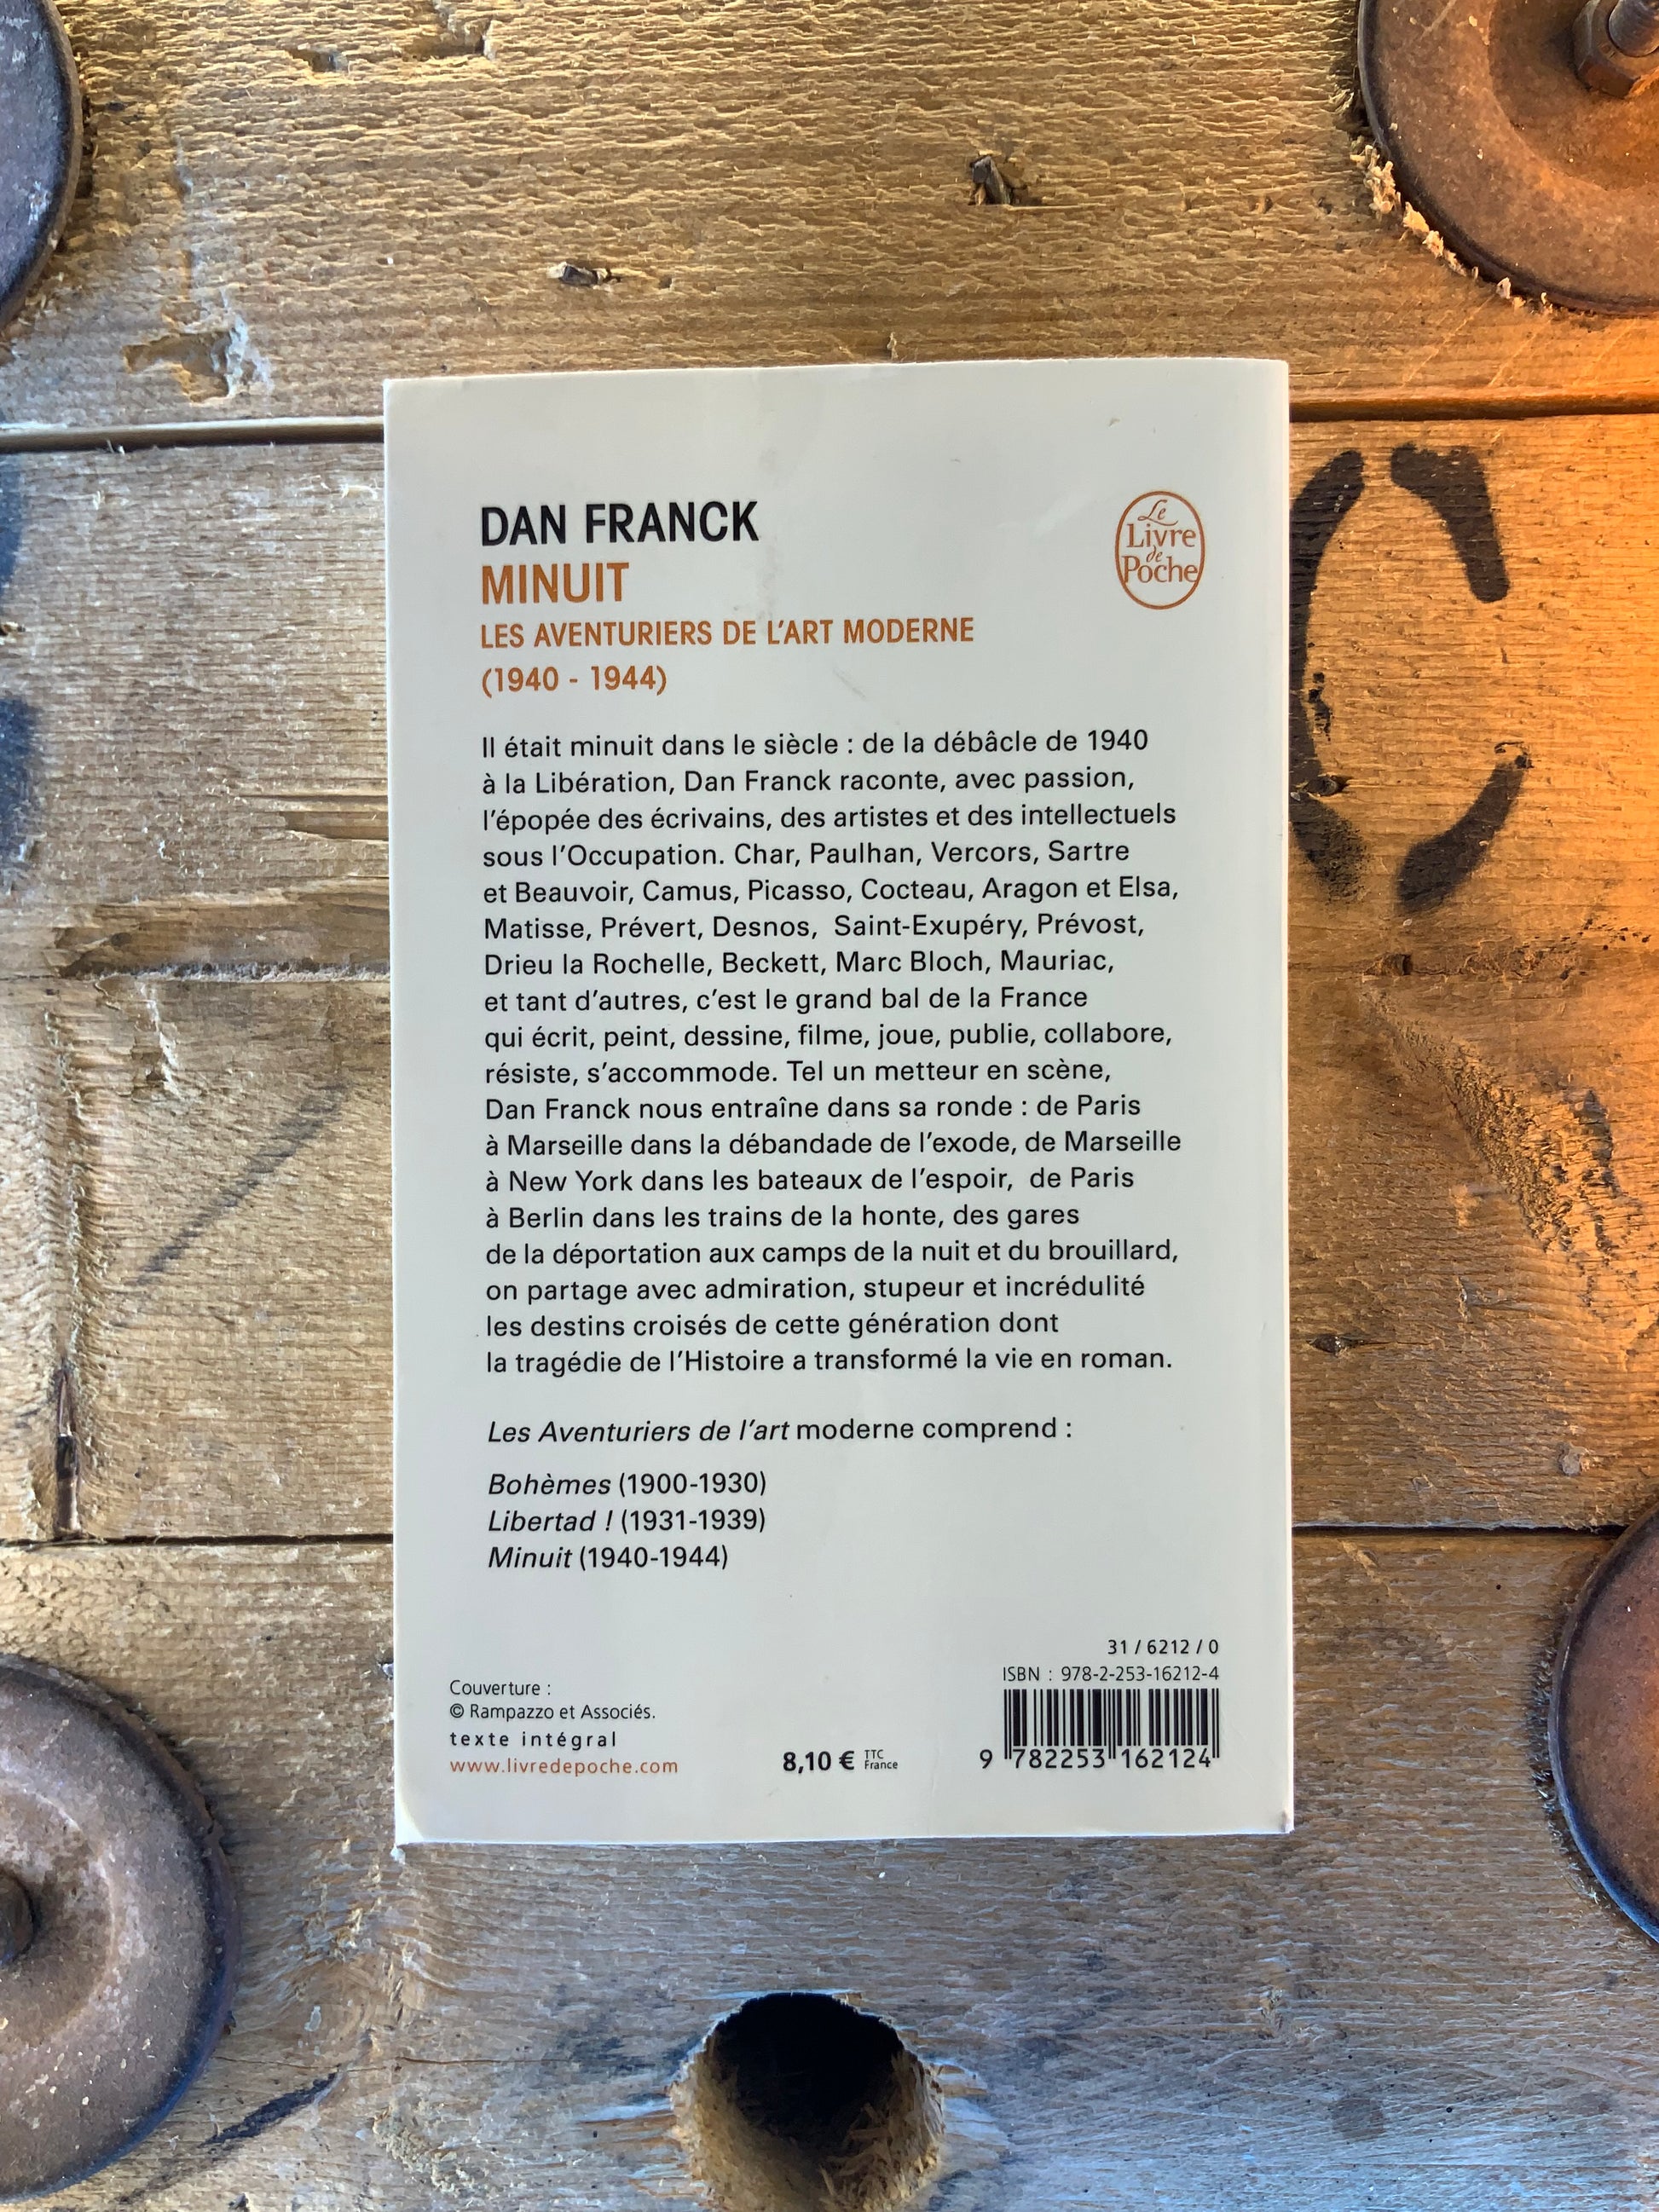 DAN FRANCK
MINUIT
LES AVENTURIERS DE L'ART MODERNE
(1940 - 1944)
Le
Livre
de
Poche
Il était minuit dans le siècle : de la débâcle de 1940
à la Libération, Dan Franck raconte, avec passion,
l'épopée des écrivains, des artistes et des intellectuels
sous l'Occupation. Char, Paulhan, Vercors, Sartre
et Beauvoir, Camus, Picasso, Cocteau, Aragon et Elsa,
Matisse, Prévert, Desnos, Saint-Exupéry, Prévost,
Drieu la Rochelle, Beckett, Marc Bloch, Mauriac,
et tant d'autres, c'est le grand bal de la France
qui écrit, peint, dessine, filme, joue, publie, collabore,
résiste, s'accommode. Tel un metteur en scène,
Dan Franck nous entraîne dans sa ronde : de Paris
à Marseille dans la débandade de l'exode, de Marseille
à New York dans les bateaux de l'espoir, de Paris
à Berlin dans les trains de la honte, des gares
de la déportation aux camps de la nuit et du brouillard,
on partage avec admiration, stupeur et incrédulité
les destins croisés de cette génération dont
la tragédie de l'Histoire a transformé la vie en roman.
Les Aventuriers de l'art moderne comprend :
Bohèmes (1900-1930)
Libertad ! (1931-1939)
Minuit (1940-1944)
Couverture :
© Rampazzo et Associés.
texte intégral
www.livredepoche.com
8,10 € TTC
France
31 / 6212 / 0
ISBN : 978-2-253-16212-4
9 782253 162124
C